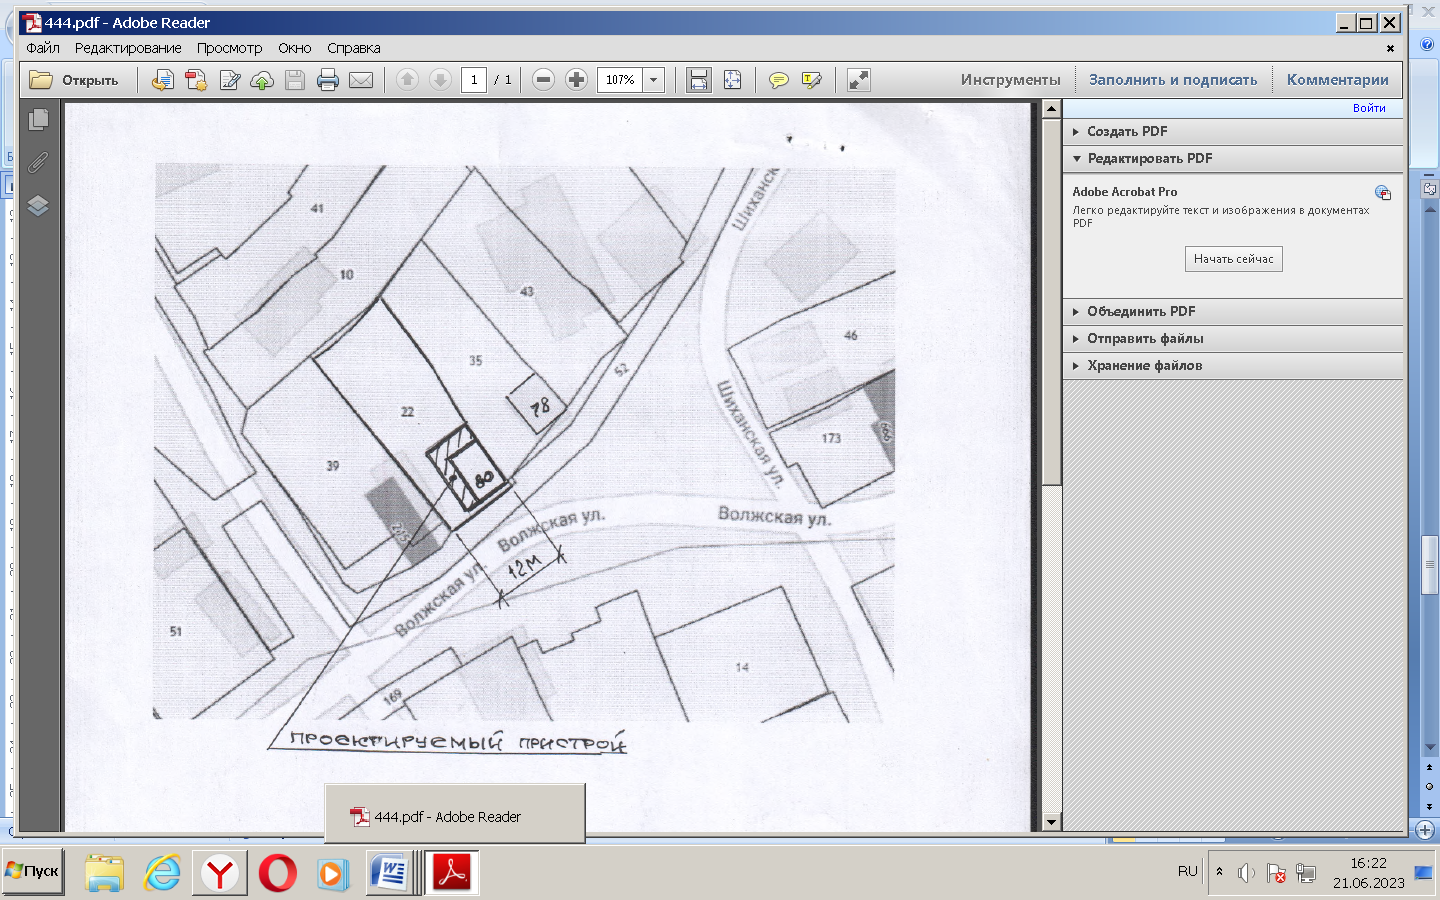 444.pdf - Adobe Reader
Файл Редактирование Просмотр Окно Справка
Открыть
1 / 1
107%
Инструменты
Заполнить и подписать
Комментарии
Войти
Создать PDF
Редактировать PDF
Adobe Acrobat Pro
Легко редактируйте текст и изображения в документах
PDF
Начать сейчас
Объединить PDF
Отправить файлы
Хранение файлов
Шиханск
41
10
43
46
35
52
22
78
Шиханская ул.
173
999
39
80
245
Волжская ул.
Волжская ул.
12м
Волжская ул.
51
14
169
проектируемый пристрой
444.pdf - Adobe Reader
Пуск
RU
16:22
21.06.2023